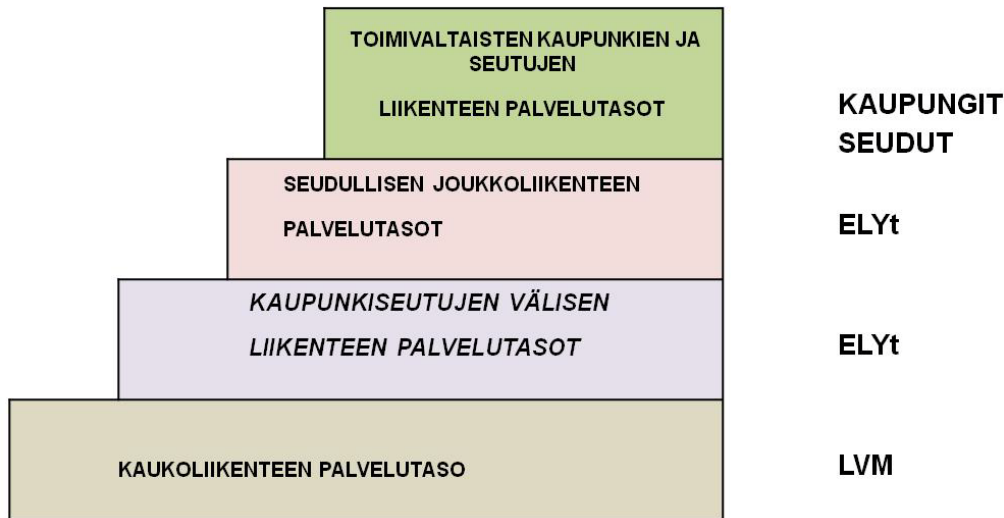 TOIMIVALTAISTEN KAUPUNKIEN JA
SEUTUJEN
LIIKENTEEN PALVELUTASOT
KAUPUNGIT
SEUDUT
SEUDULLISEN JOUKKOLIIKENTEEN
PALVELUTASOT
ELYt
KAUPUNKISEUTUJEN VÄLISEN
LIIKENTEEN PALVELUTASOT
ELYt
KAUKOLIIKENTEEN PALVELUTASO
LVM